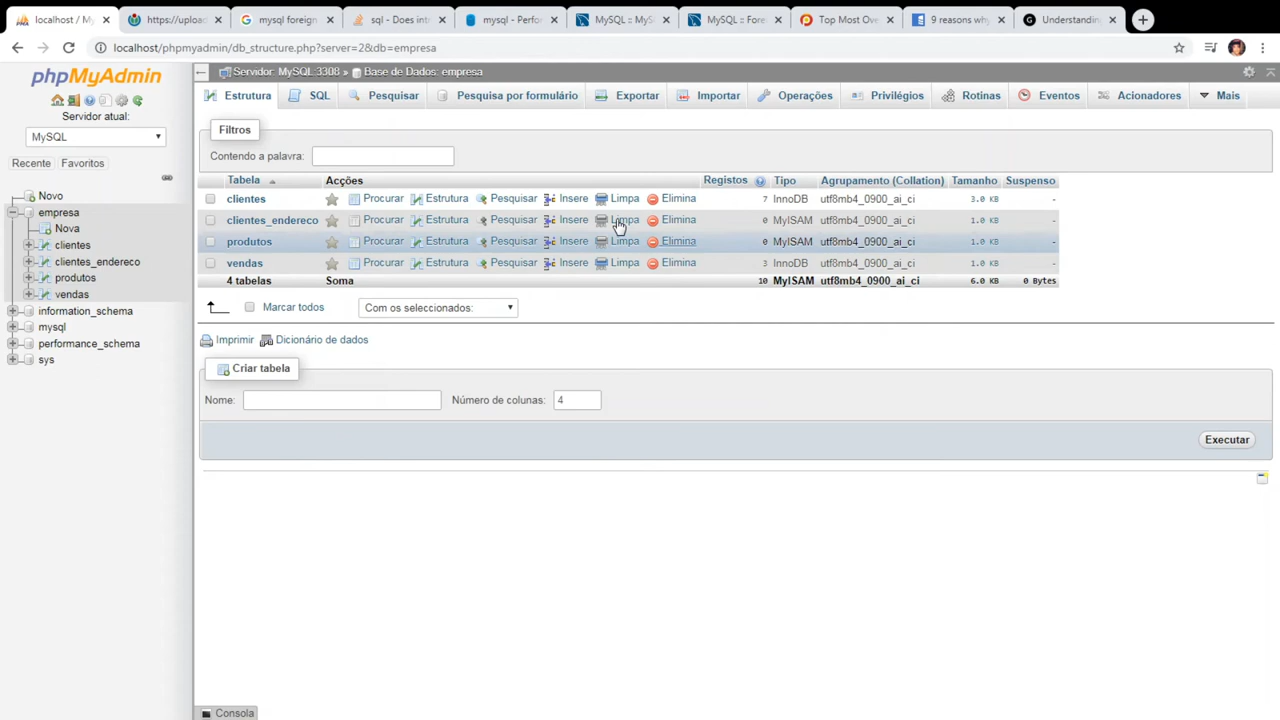 localhost / My
https://upload
mysql foreign
sql - Does intr
mysql - Perfor
MySQL :: MyS
MySQL :: Fore
Top Most Ove
9 reasons why
Understanding
localhost/phpmyadmin/db_structure.php?server=2&db=empresa
phpMyAdmin
Servidor atual:
MySQL
Recente Favoritos
Novo
empresa
Nova
clientes
clientes_endereco
produtos
vendas
information_schema
mysql
performance_schema
sys
Servidor: MySQL:3308 » Base de Dados: empresa
Estrutura SQL Pesquisar Pesquisa por formulário Exportar Importar Operações Privilégios Rotinas Eventos Acionadores Mais
Filtros
Contendo a palavra:
Tabela Acções Registos Tipo Agrupamento (Collation) Tamanho Suspenso
clientes Procurar Estrutura Pesquisar Insere Limpa Elimina 7 InnoDB utf8mb4_0900_ai_ci 3.0 KB -
clientes_endereco Procurar Estrutura Pesquisar Insere Limpa Elimina 0 MyISAM utf8mb4_0900_ai_ci 1.0 KB -
produtos Procurar Estrutura Pesquisar Insere Limpa Elimina 0 MyISAM utf8mb4_0900_ai_ci 1.0 KB -
vendas Procurar Estrutura Pesquisar Insere Limpa Elimina 3 InnoDB utf8mb4_0900_ai_ci 1.0 KB -
4 tabelas Soma 10 MyISAM utf8mb4_0900_ai_ci 6.0 KB 0 Bytes
Marcar todos Com os seleccionados:
Imprimir Dicionário de dados
Criar tabela
Nome: Número de colunas: 4
Executar
Consola